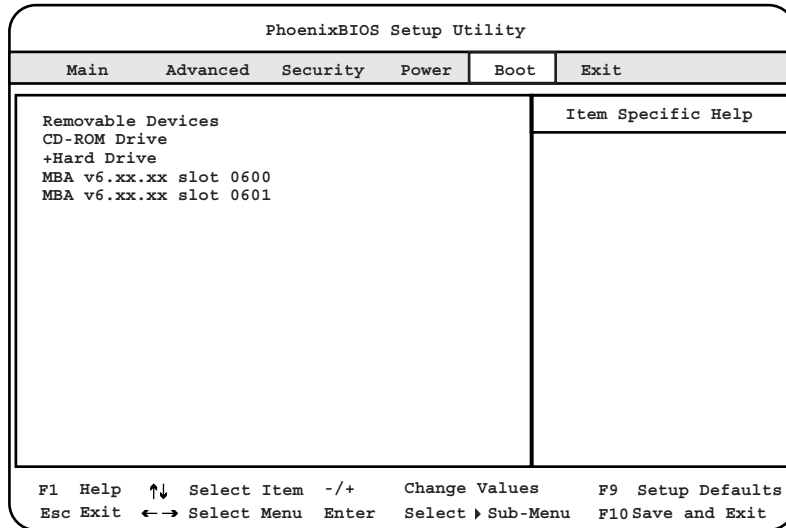 PhoenixBIOS Setup Utility
Main Advanced Security Power Boot Exit
Removable Devices
CD-ROM Drive
+Hard Drive
MBA v6.xx.xx slot 0600
MBA v6.xx.xx slot 0601
Item Specific Help
F1 Help ↑↓ Select Item -/+ Change Values F9 Setup Defaults
Esc Exit ←→ Select Menu Enter Select ▶ Sub-Menu F10 Save and Exit